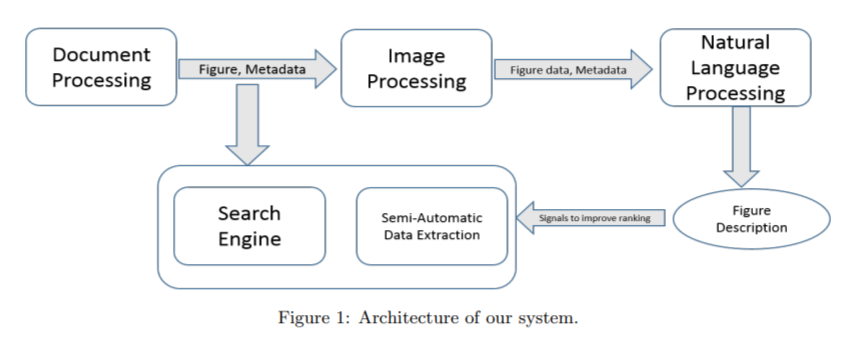 Document
Processing
Figure, Metadata
Image
Processing
Figure data, Metadata
Natural
Language
Processing
Search
Engine
Semi-Automatic
Data Extraction
Signals to improve ranking
Figure
Description
Figure 1: Architecture of our system.